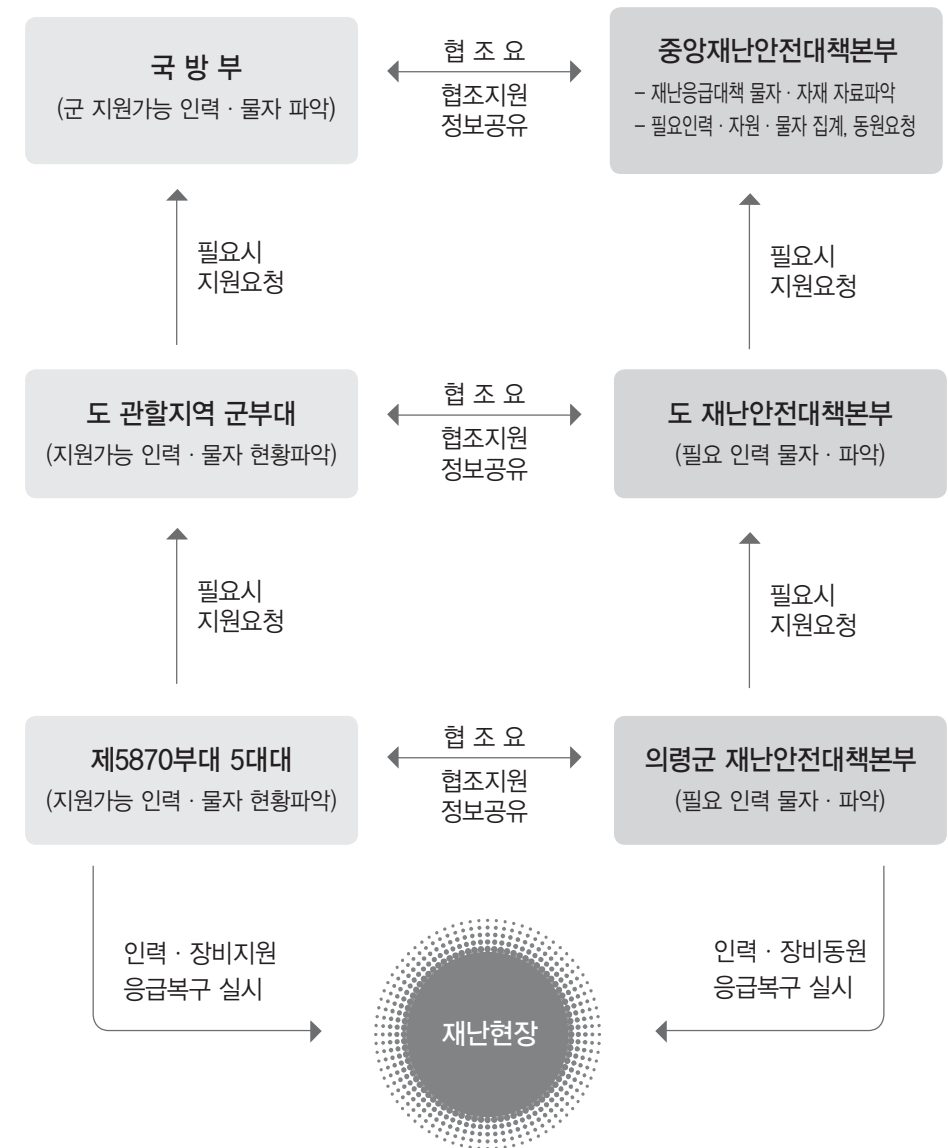 국 방 부
(군 지원가능 인력 · 물자 파악)
협 조 요
협조지원
정보공유
중앙재난안전대책본부
- 재난응급대책 물자 · 자재 자료파악
- 필요인력 · 자원 · 물자 집계, 동원요청
필요시
지원요청
필요시
지원요청
도 관할지역 군부대
(지원가능 인력 · 물자 현황파악)
협 조 요
협조지원
정보공유
도 재난안전대책본부
(필요 인력 물자 · 파악)
필요시
지원요청
필요시
지원요청
제5870부대 5대대
(지원가능 인력 · 물자 현황파악)
협 조 요
협조지원
정보공유
의령군 재난안전대책본부
(필요 인력 물자 · 파악)
인력 · 장비지원
응급복구 실시
재난현장
인력 · 장비동원
응급복구 실시